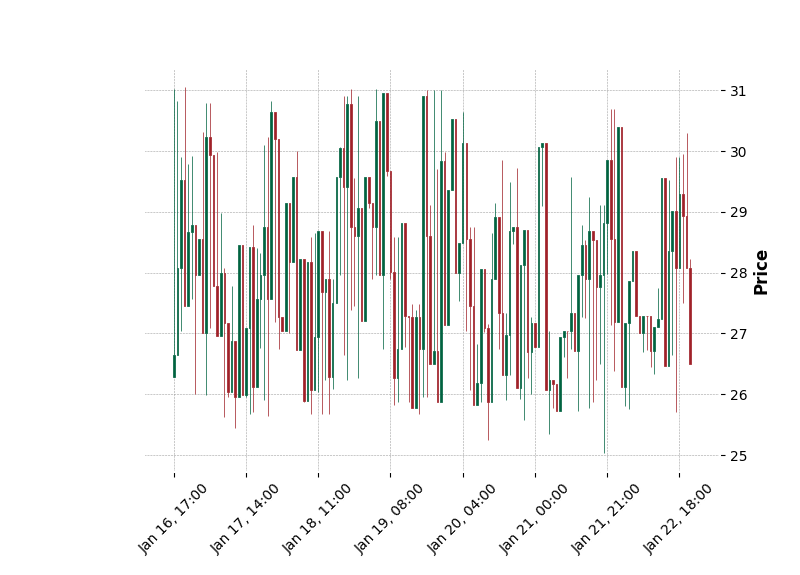 31
30
29
28
27
26
25
Price
Jan 16, 17:00
Jan 17, 14:00
Jan 18, 11:00
Jan 19, 08:00
Jan 20, 04:00
Jan 21, 00:00
Jan 21, 21:00
Jan 22, 18:00